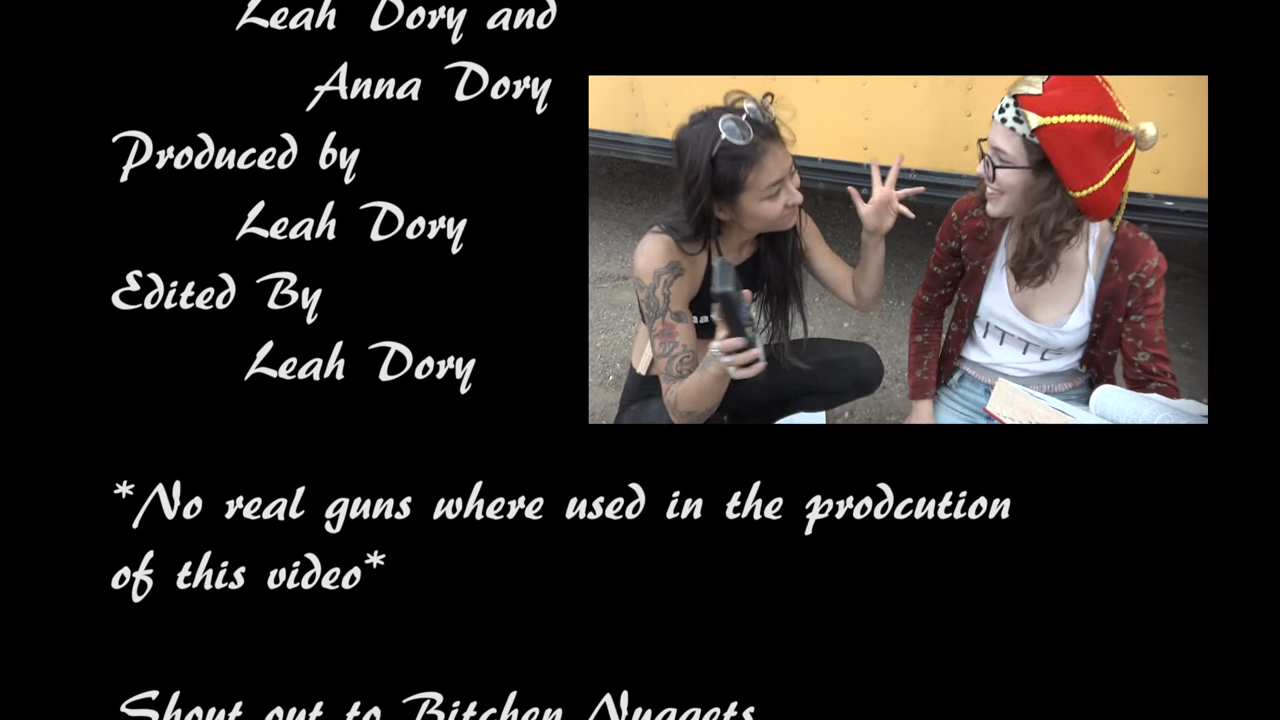 Leah Dory and
Anna Dory
Produced by
Leah Dory
Edited By
Leah Dory
*No real guns where used in the prodcution
of this video*
Shout out to Bitchen Nuggets
ITTE